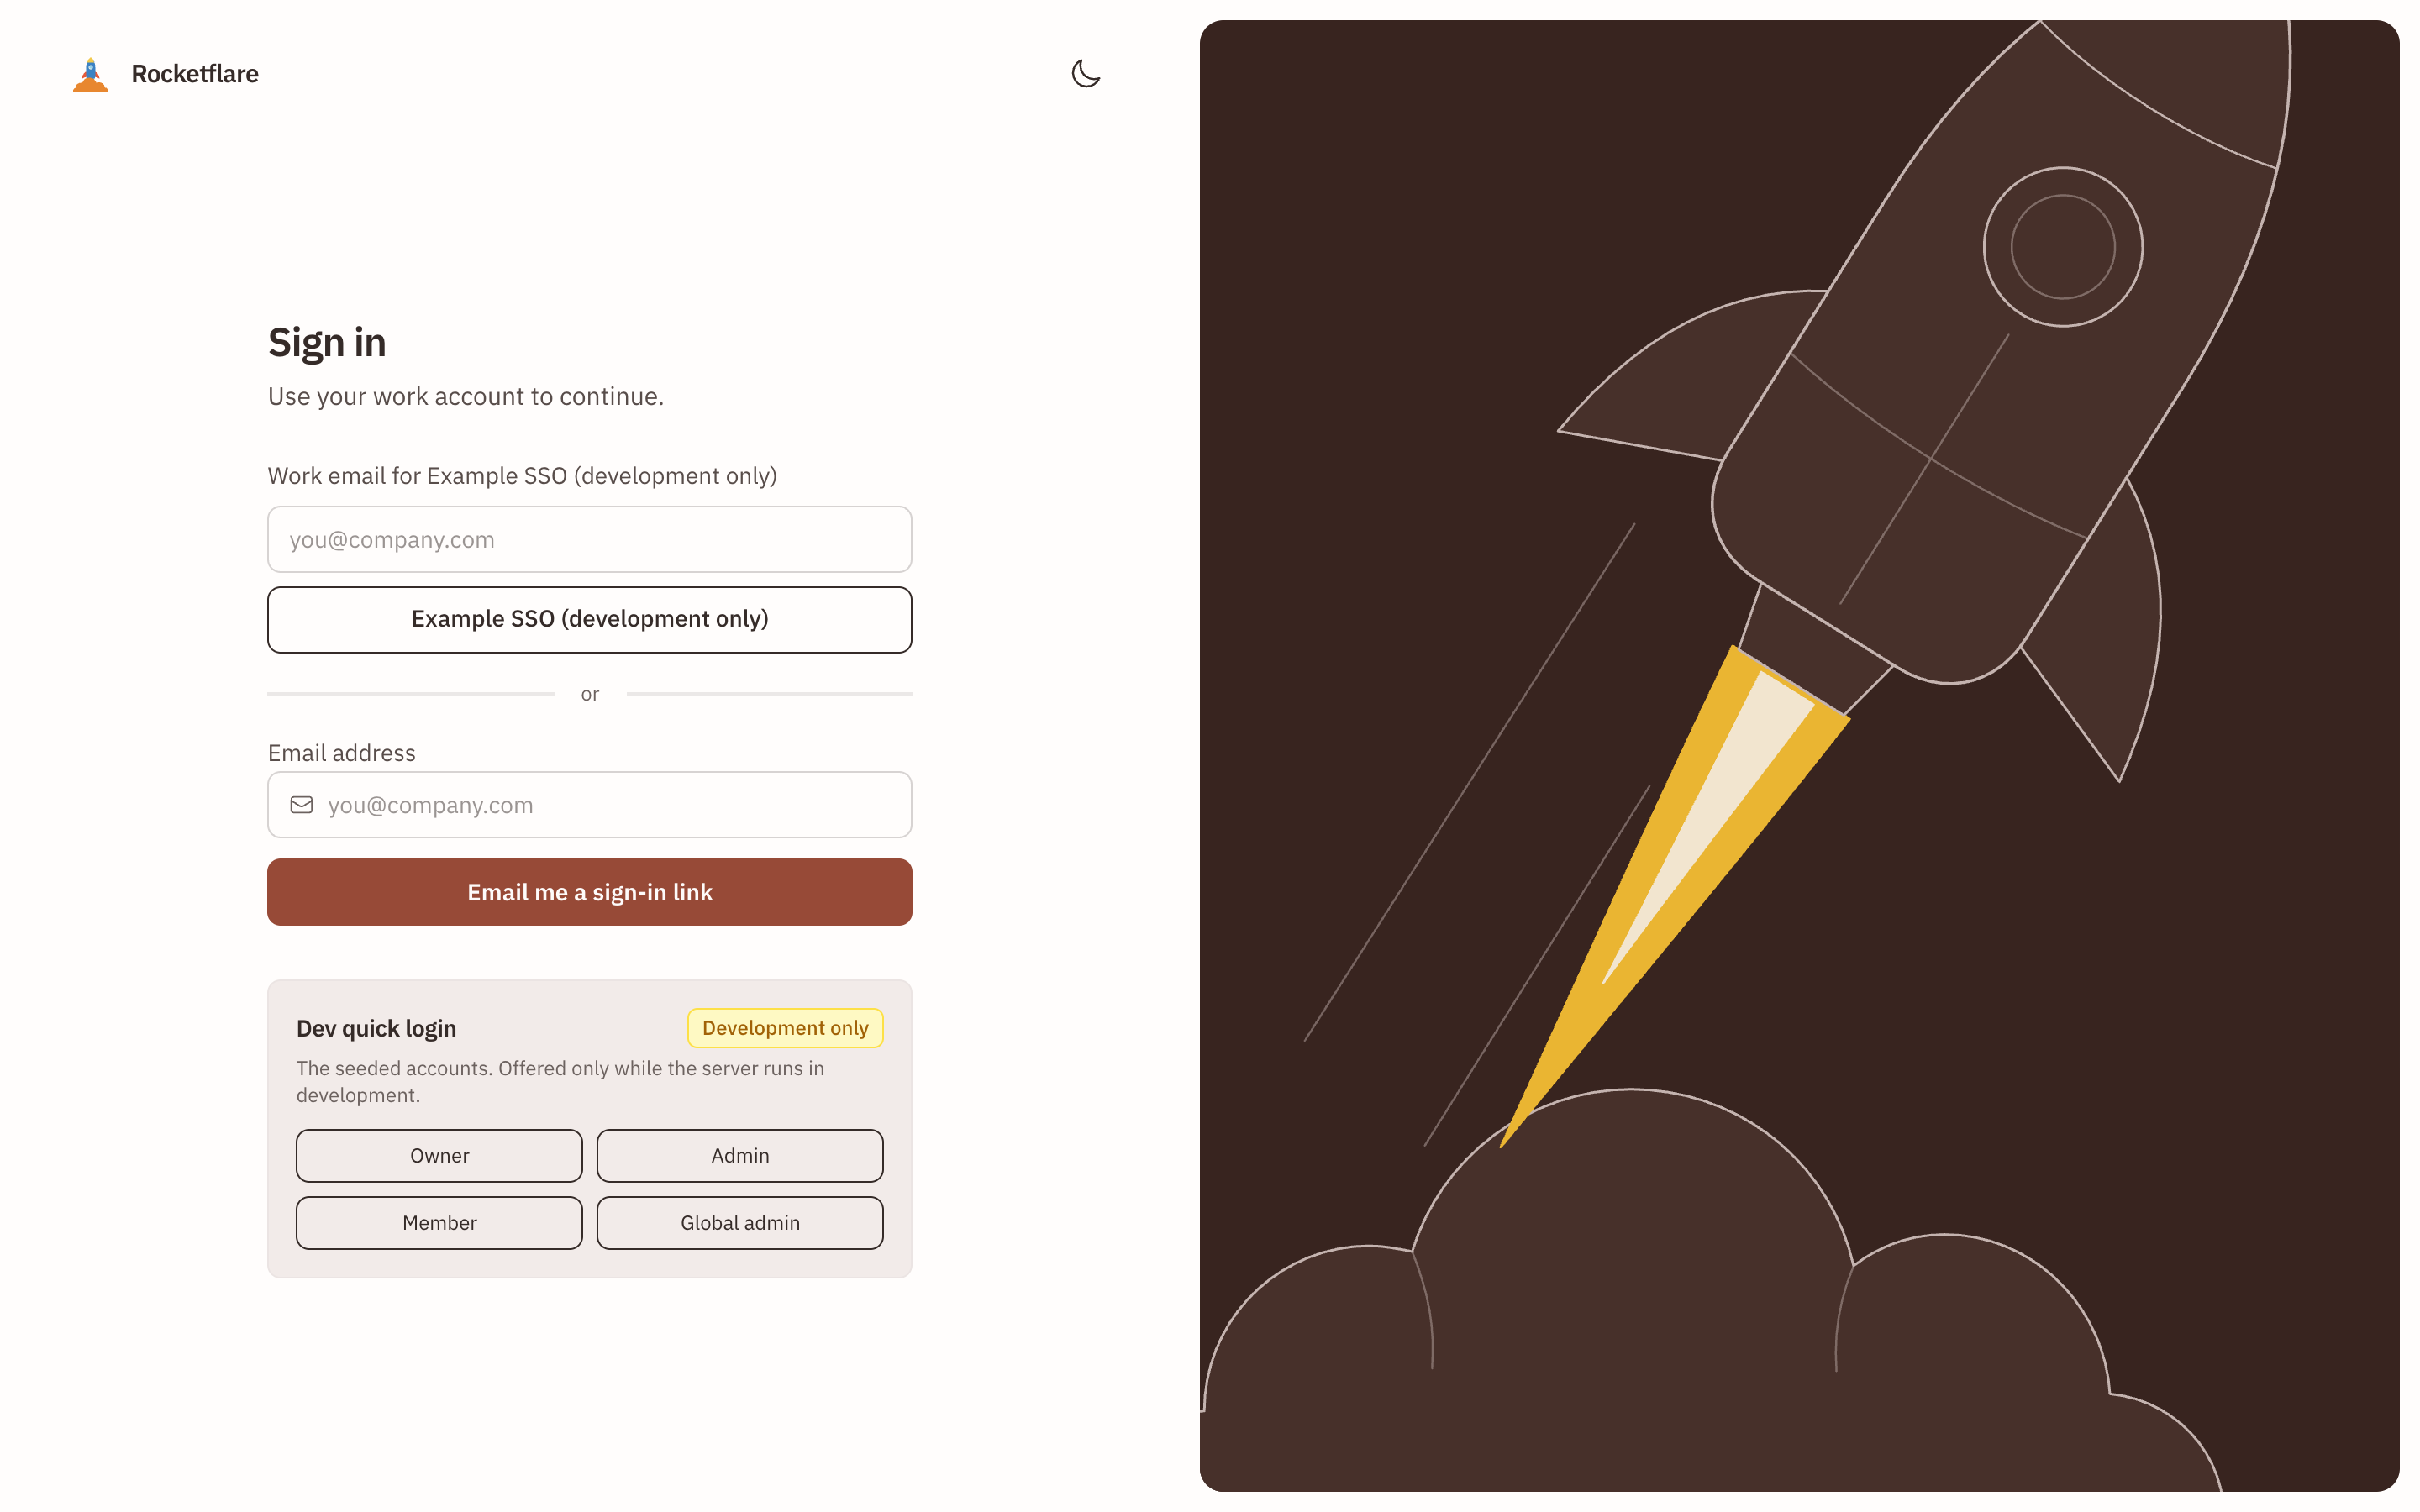 Rocketflare
Sign in
Use your work account to continue.
Work email for Example SSO (development only)
you@company.com
Example SSO (development only)
or
Email address
you@company.com
Email me a sign-in link
Dev quick login
Development only
The seeded accounts. Offered only while the server runs in
development.
Owner
Admin
Member
Global admin